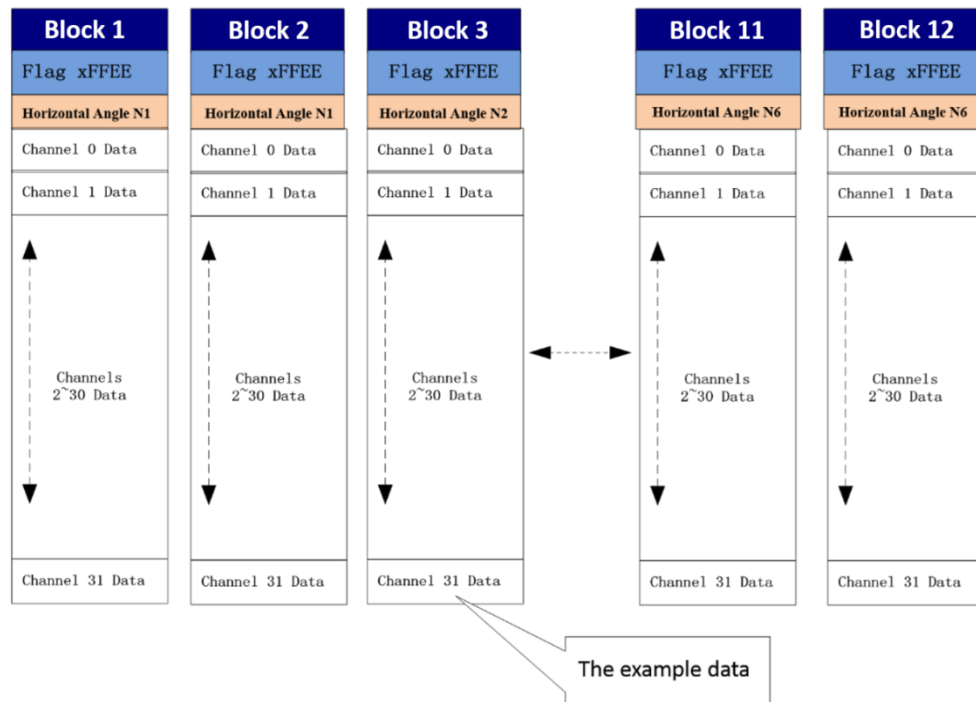 Block 1
Flag xFFEE
Horizontal Angle N1
Channel 0 Data
Channel 1 Data
Channels
2~30 Data
Channel 31 Data
Block 2
Flag xFFEE
Horizontal Angle N1
Channel 0 Data
Channel 1 Data
Channels
2~30 Data
Channel 31 Data
Block 3
Flag xFFEE
Horizontal Angle N2
Channel 0 Data
Channel 1 Data
Channels
2~30 Data
Channel 31 Data
Block 11
Flag xFFEE
Horizontal Angle N6
Channel 0 Data
Channel 1 Data
Channels
2~30 Data
Channel 31 Data
Block 12
Flag xFFEE
Horizontal Angle N6
Channel 0 Data
Channel 1 Data
Channels
2~30 Data
Channel 31 Data
The example data